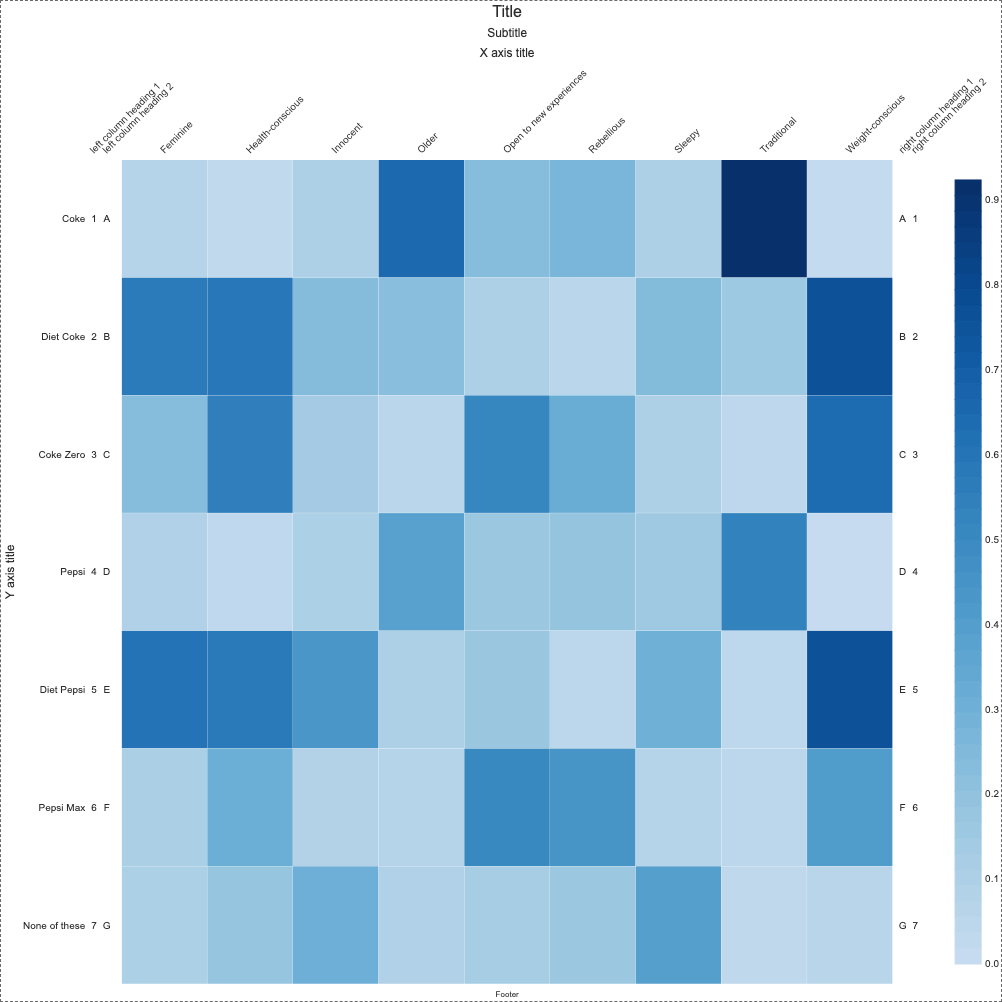 Title
Subtitle
X axis title
left column heading 1
left column heading 2
Feminine
Health-conscious
Innocent
Older
Open to new experiences
Rebellious
Sleepy
Traditional
Weight-conscious
right column heading 1
right column heading 2
Y axis title
Coke 1 A
A 1
Diet Coke 2 B
B 2
Coke Zero 3 C
C 3
Pepsi 4 D
D 4
Diet Pepsi 5 E
E 5
Pepsi Max 6 F
F 6
None of these 7 G
G 7
0.9
0.8
0.7
0.6
0.5
0.4
0.3
0.2
0.1
0.0
Footer